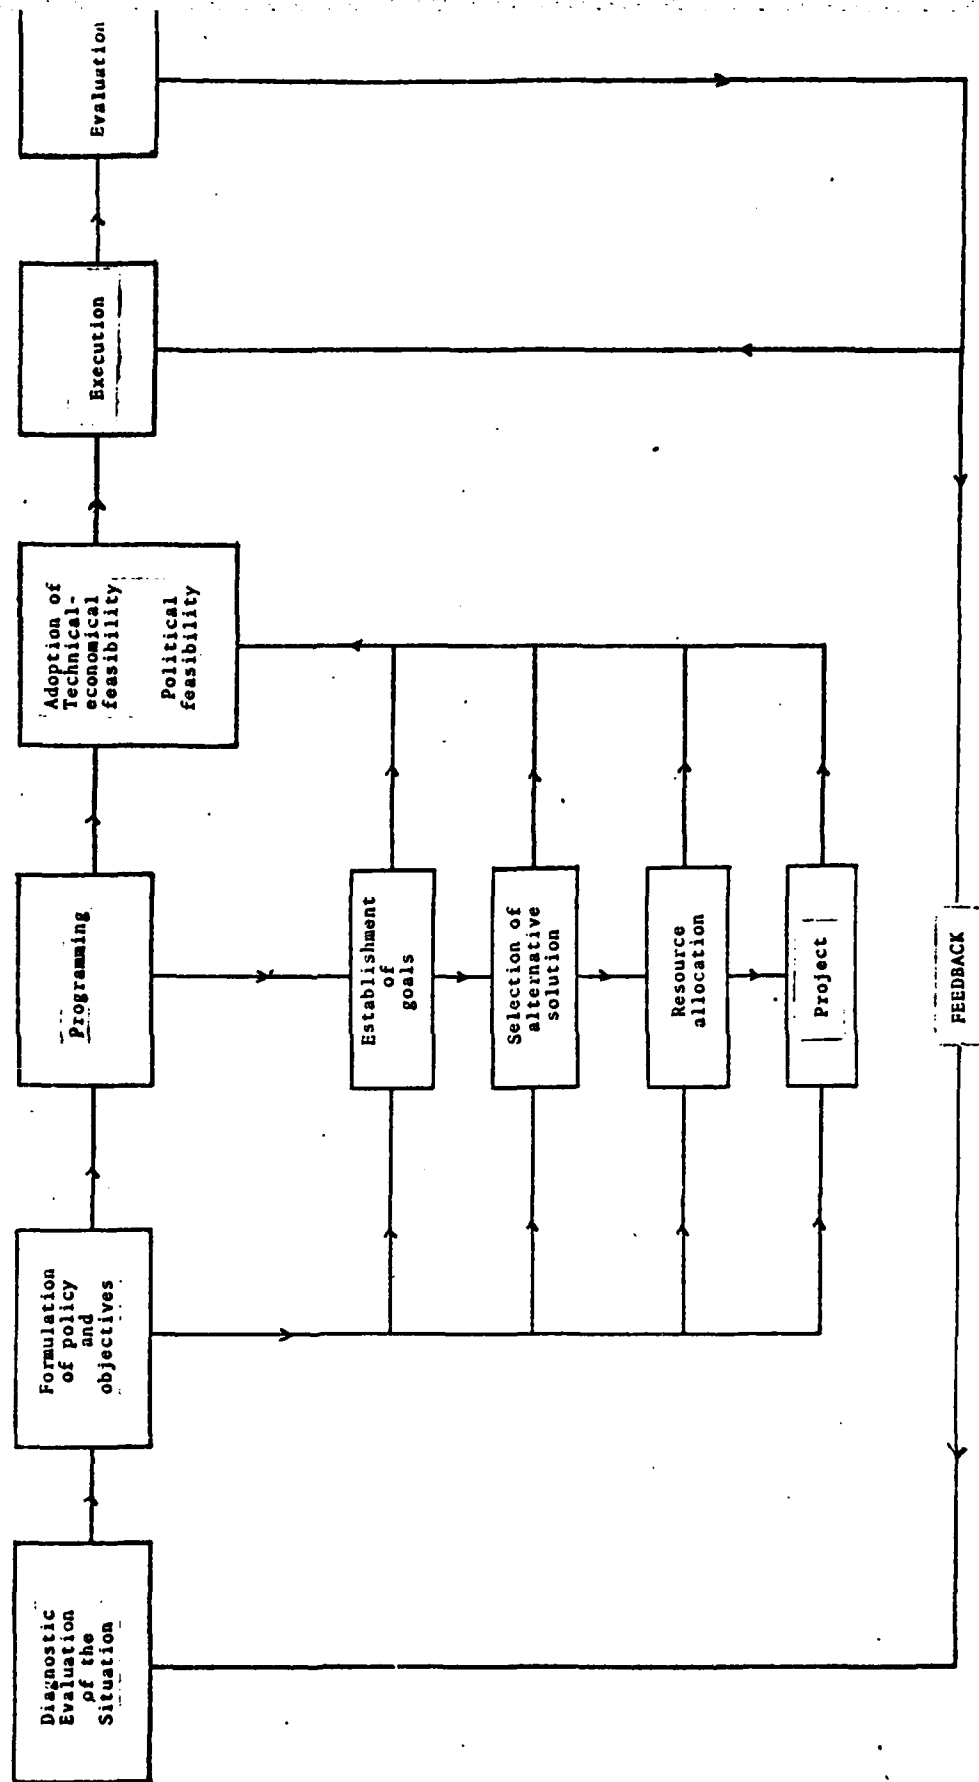 Diagnostic
Evaluation
of the
Situation
Formulation
of policy
and
objectives
Programming
Adoption of
Technical-
economical
feasibility
Political
feasibility
Execution
Evaluation
Establishment
of
goals
Selection of
alternative
solution
Resource
allocation
Project
FEEDBACK